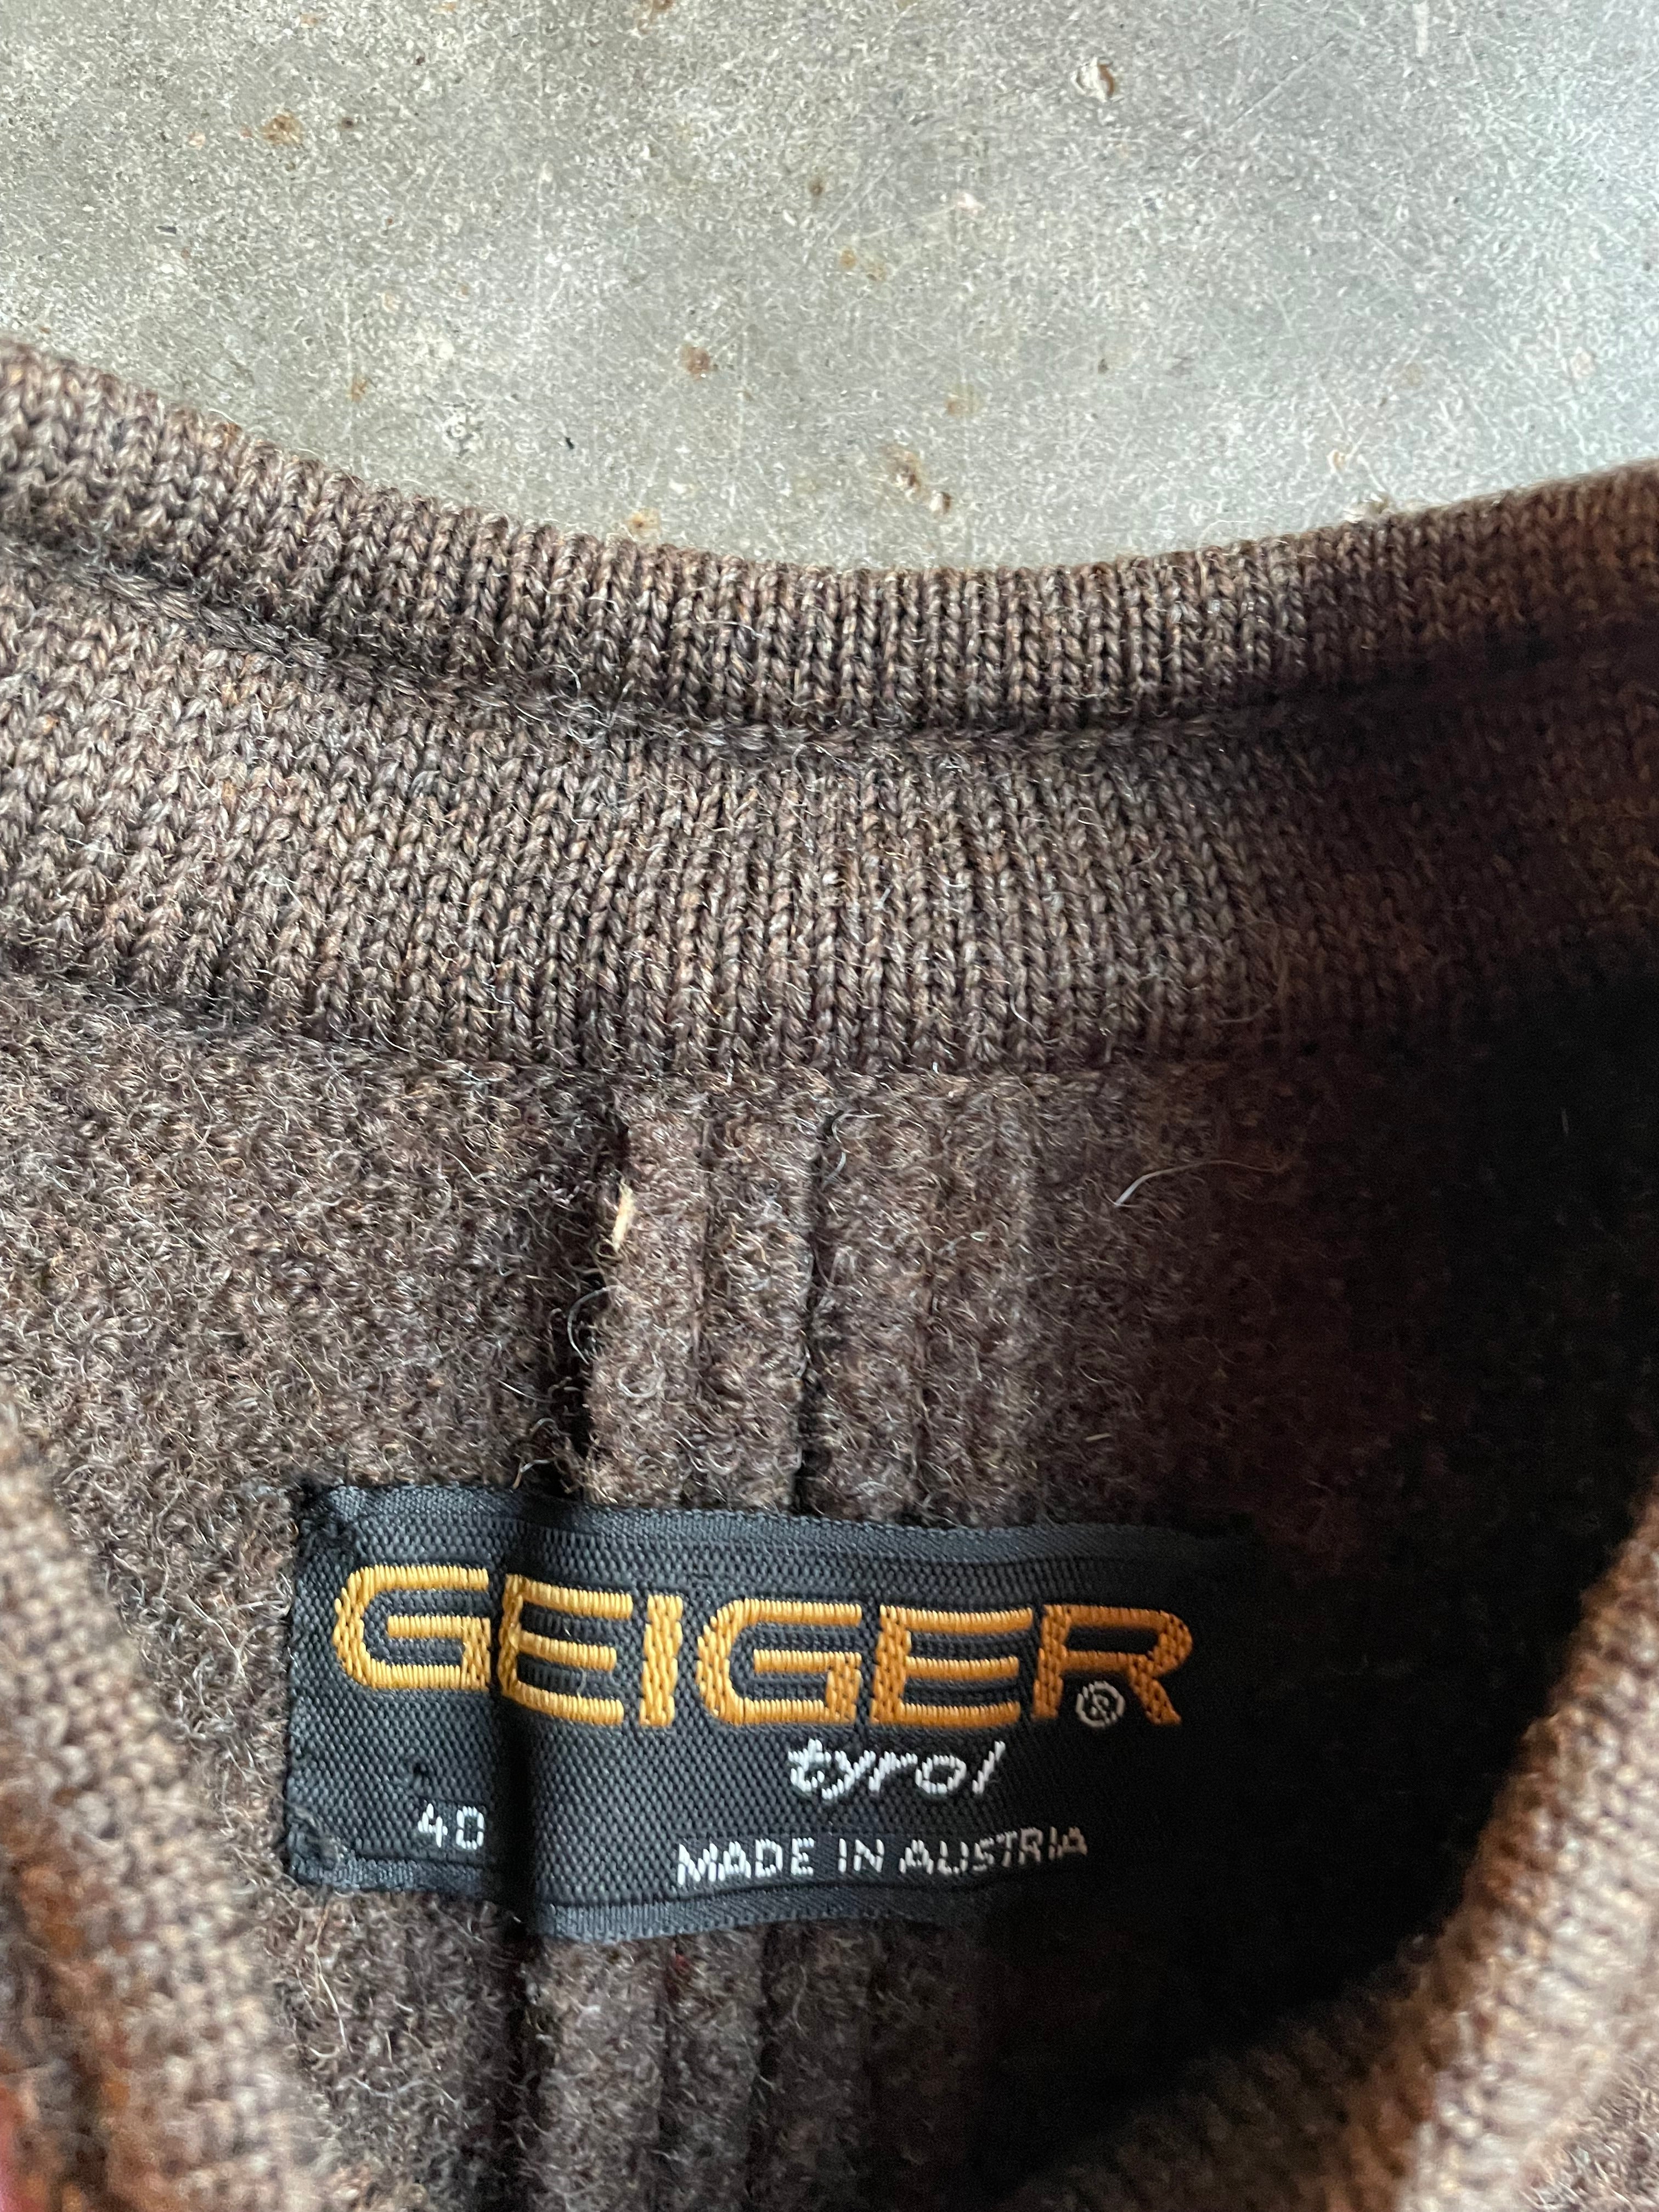 GEIGER®
tyrol
40
MADE IN AUSTRIA